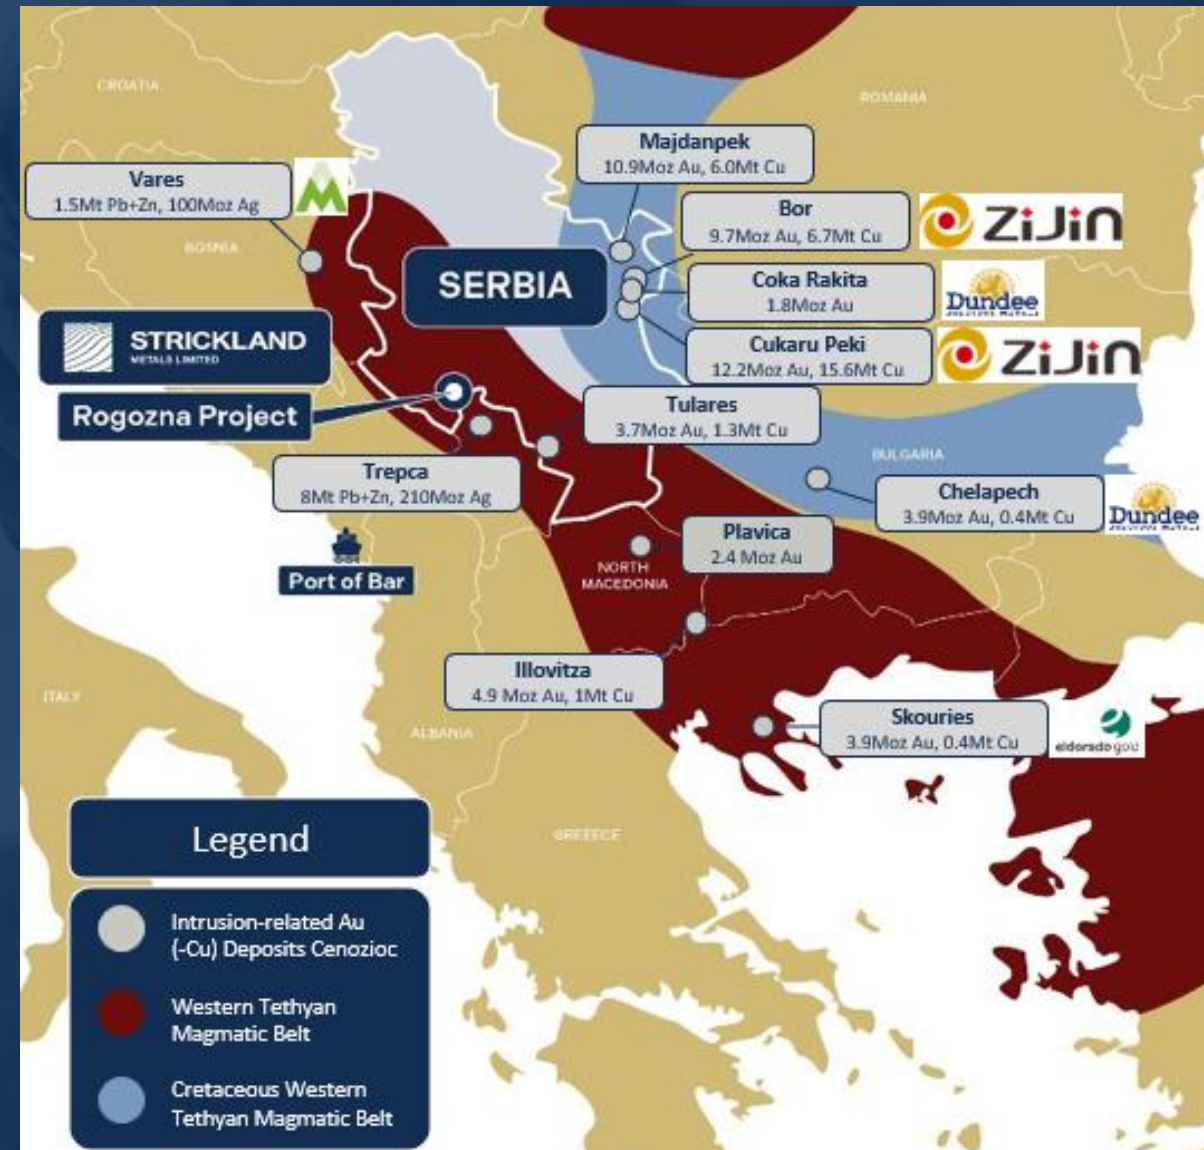 CROATIA
ROMANIA
Majdanpek
10.9Moz Au, 6.0Mt Cu
Vares
1.5Mt Pb+Zn, 100Moz Ag
Bor
9.7Moz Au, 6.7Mt Cu
ZiJin
BOSNIA
SERBIA
Coka Rakita
1.8Moz Au
Dundee
STRICKLAND
METALS LIMITED
Cukaru Peki
12.2Moz Au, 15.6Mt Cu
ZiJin
Rogozna Project
Tulares
3.7Moz Au, 1.3Mt Cu
BULGARIA
Trepca
8Mt Pb+Zn, 210Moz Ag
Chelapech
3.9Moz Au, 0.4Mt Cu
Dundee
Plavica
2.4 Moz Au
Port of Bar
NORTH
MACEDONIA
Illovitza
4.9 Moz Au, 1Mt Cu
ITALY
ALBANIA
Skouries
3.9Moz Au, 0.4Mt Cu
eldorado gold
GREEECE
Legend
Intrusion-related Au
(-Cu) Deposits Cenozioc
Western Tethyan
Magmatic Belt
Cretaceous Western
Tethyan Magmatic Belt